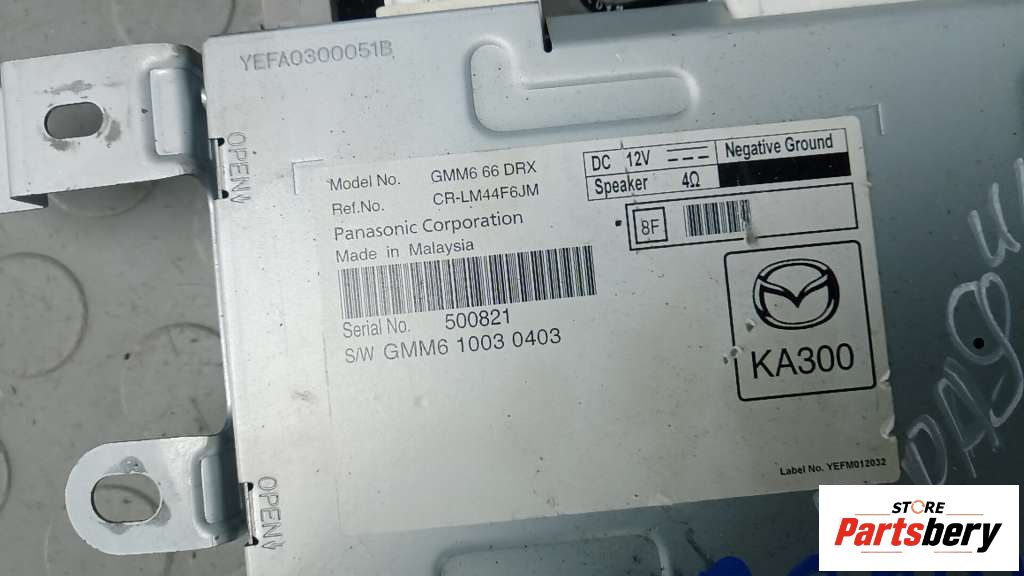 YEFA0300051B
OPEN
Model No. GMM6 66 DRX
Ref.No. CR-LM44F6JM
Panasonic Corporation
Made in Malaysia
Serial No. 500821
S/W GMM6 1003 0403
DC 12V Negative Ground
Speaker 4Ω
8F
KA300
Label No. YEFM012032
OPEN
STORE
Partsbery